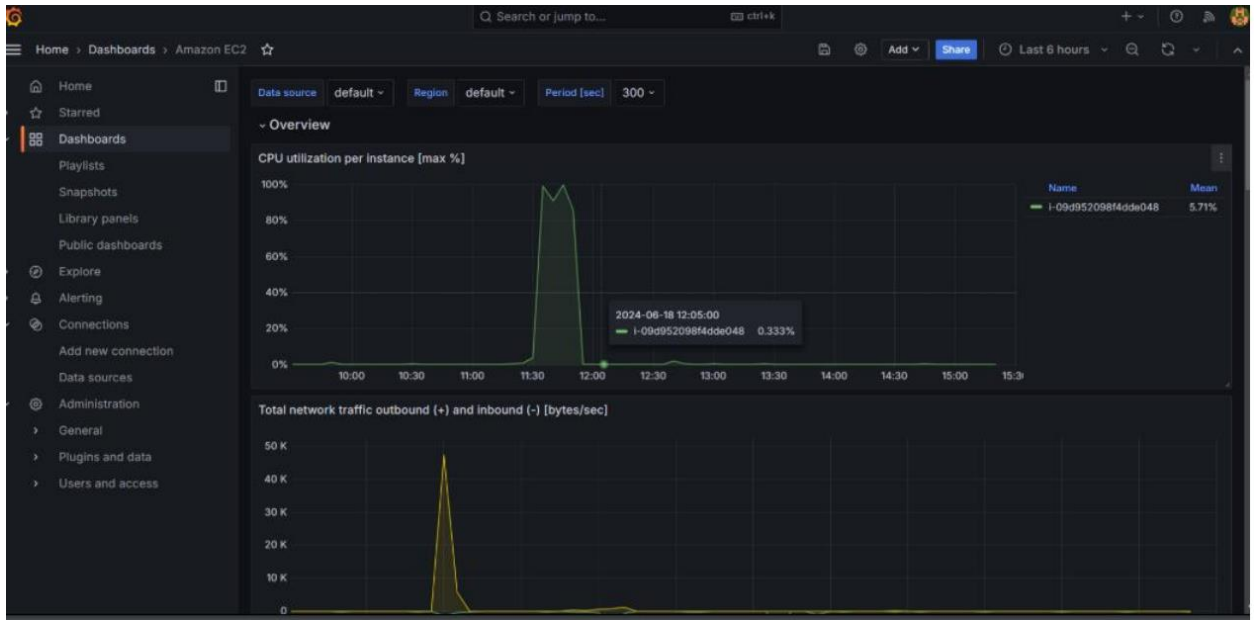 Search or jump to... ctrl+k
Home › Dashboards › Amazon EC2 Add Share Last 6 hours
Home
Starred
Dashboards
Playlists
Snapshots
Library panels
Public dashboards
Explore
Alerting
Connections
Add new connection
Data sources
Administration
General
Plugins and data
Users and access
Data source default Region default Period [sec] 300
Overview
CPU utilization per instance [max %]
100%
80%
60%
40%
20%
0%
10:00 10:30 11:00 11:30 12:00 12:30 13:00 13:30 14:00 14:30 15:00
Name Mean
i-09d952098f4dde048 5.71%
2024-06-18 12:05:00
i-09d952098f4dde048 0.333%
Total network traffic outbound (+) and inbound (-) [bytes/sec]
50 K
40 K
30 K
20 K
10 K
0